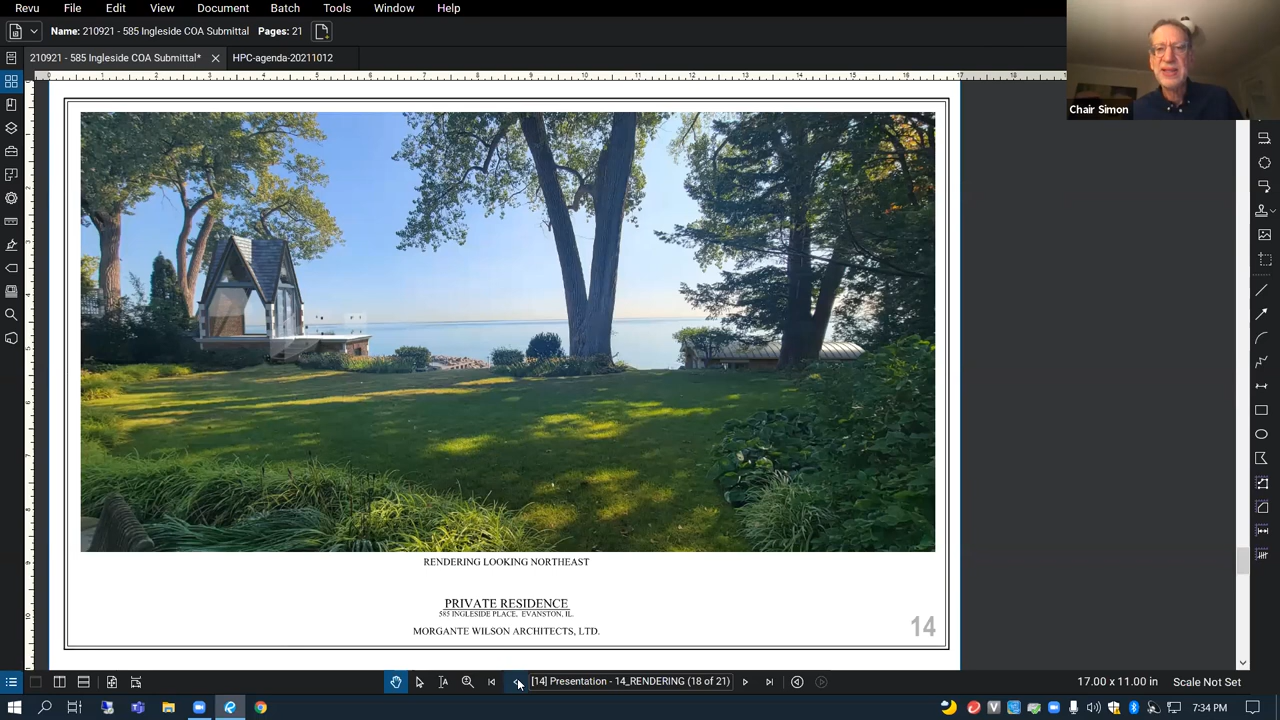 Revu File Edit View Document Batch Tools Window Help
Name: 210921 - 585 Ingleside COA Submittal Pages: 21
210921 - 585 Ingleside COA Submittal* HPC-agenda-20211012
Chair Simon
RENDERING LOOKING NORTHEAST
PRIVATE RESIDENCE
585 INGLESIDE PLACE, EVANSTON, IL.
MORGANTE WILSON ARCHITECTS, LTD.
14
[14] Presentation - 14_RENDERING (18 of 21)
17.00 x 11.00 in Scale Not Set
7:34 PM